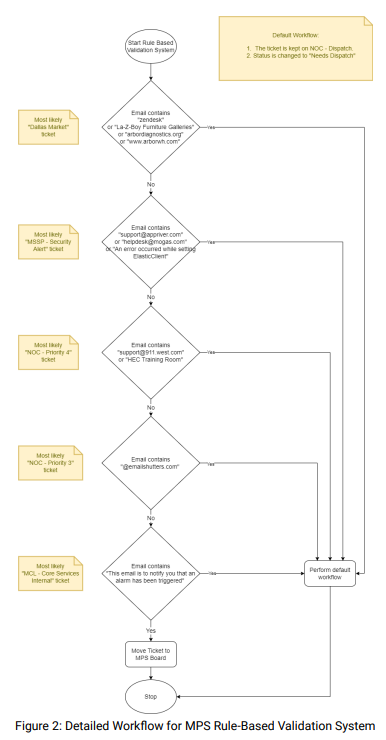 Start Rule Based
Validation System
Default Workflow:
1. The ticket is kept on NOC - Dispatch.
2. Status is changed to "Needs Dispatch"
Most likely
"Dallas Market"
ticket
Email contains
"zendesk"
or "La-Z-Boy Furniture Galleries"
or "arbordiagnostics.org"
or "www.arborwh.com"
Yes
No
Most likely
"MSSP - Security
Alert" ticket
Email contains
"support@appriver.com"
or "helpdesk@mogas.com"
or "An error occurred while setting
ElasticClient"
Yes
No
Most likely
"NOC - Priority 4"
ticket
Email contains
"support@911.west.com"
or "HEC Training Room"
Yes
No
Most likely
"NOC - Priority 3"
ticket
Email contains
"@emailshutters.com"
Yes
No
Most likely
"MCL - Core Services
Internal" ticket
Email contains
"This email is to notify you that an
alarm has been triggered"
Perform default
workflow
Yes
Move Ticket to
MPS Board
Stop
Figure 2: Detailed Workflow for MPS Rule-Based Validation System